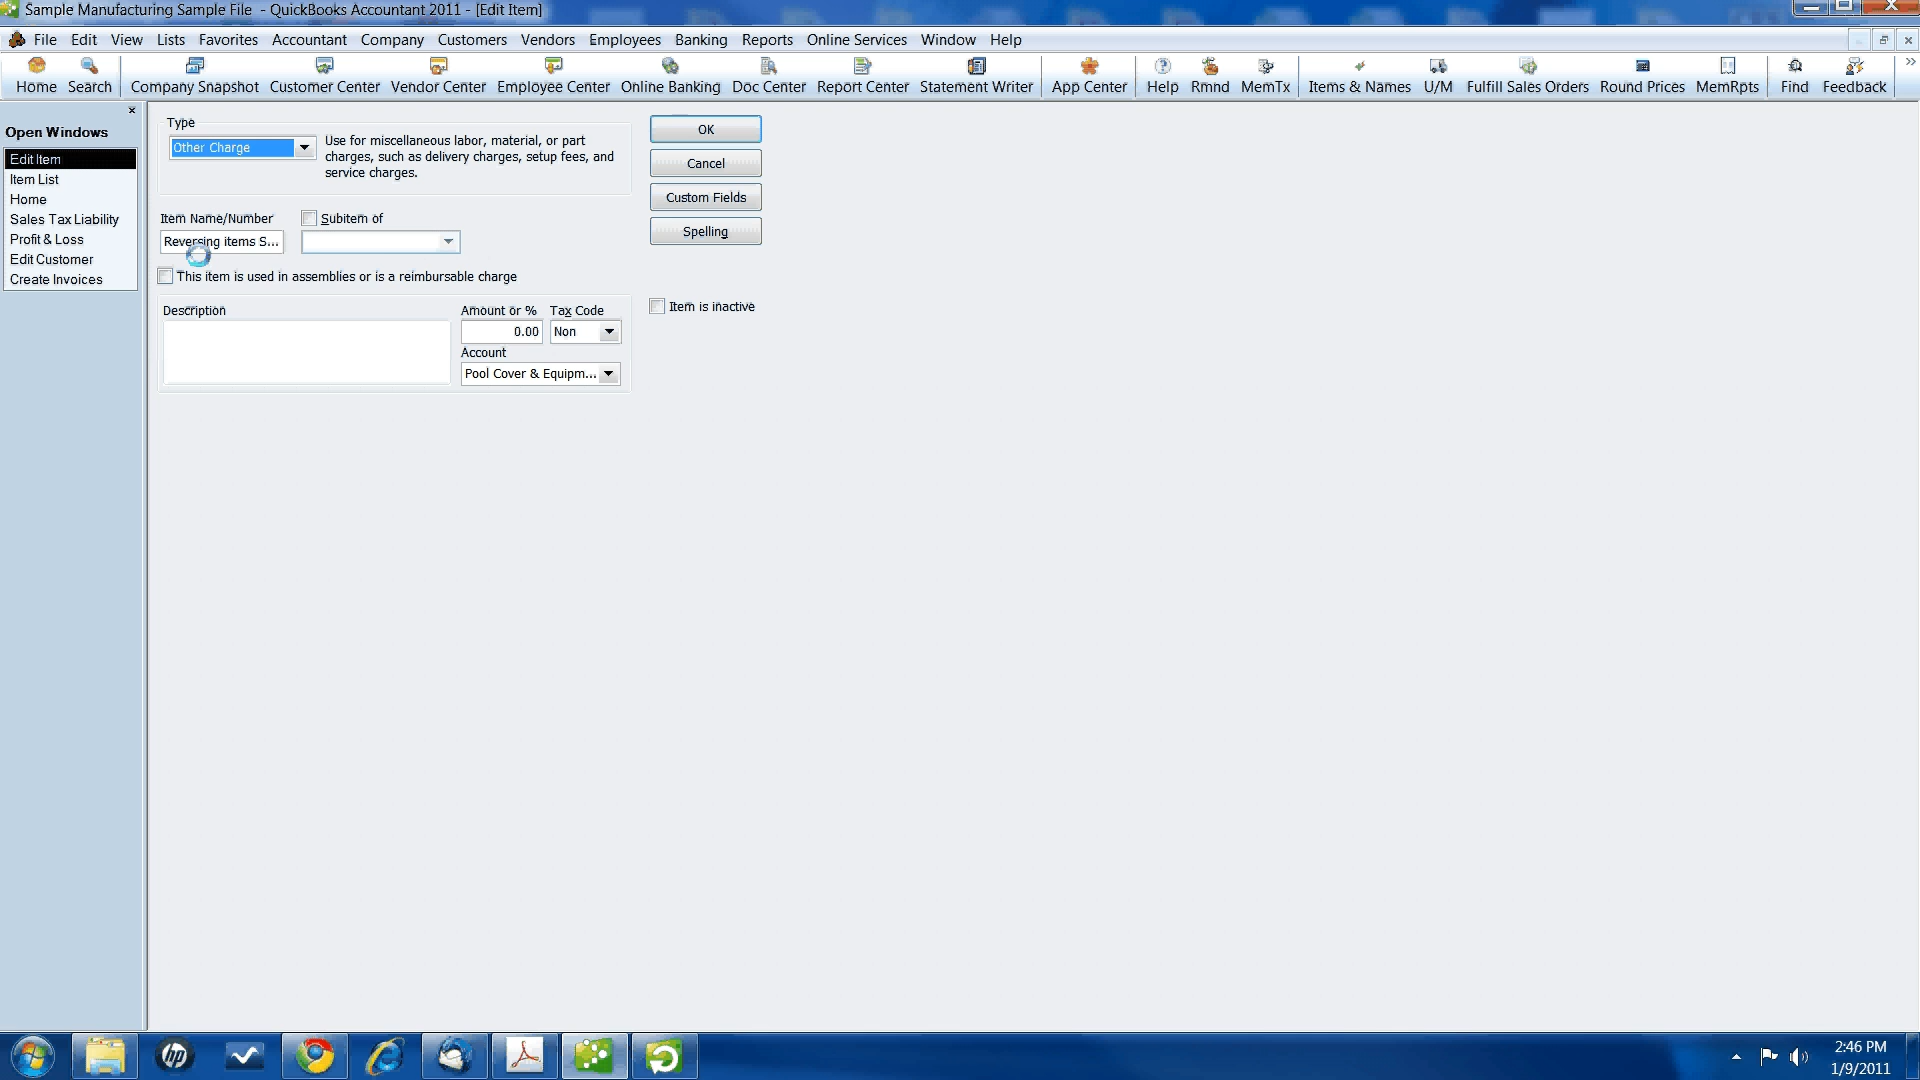 Sample Manufacturing Sample File - QuickBooks Accountant 2011 - [Edit Item]
File Edit View Lists Favorites Accountant Company Customers Vendors Employees Banking Reports Online Services Window Help
Home Search Company Snapshot Customer Center Vendor Center Employee Center Online Banking Doc Center Report Center Statement Writer App Center Help Rmnd MemTx Items & Names U/M Fulfill Sales Orders Round Prices MemRpts Find Feedback
Open Windows
Edit Item
Item List
Home
Sales Tax Liability
Profit & Loss
Edit Customer
Create Invoices
Type
Other Charge
Use for miscellaneous labor, material, or part
charges, such as delivery charges, setup fees, and
service charges.
OK
Cancel
Custom Fields
Spelling
Item Name/Number
Subitem of
Reversing items S...
This item is used in assemblies or is a reimbursable charge
Description
Amount or %
Tax Code
0.00
Non
Account
Pool Cover & Equipm...
Item is inactive
hp
2:46 PM
1/9/2011